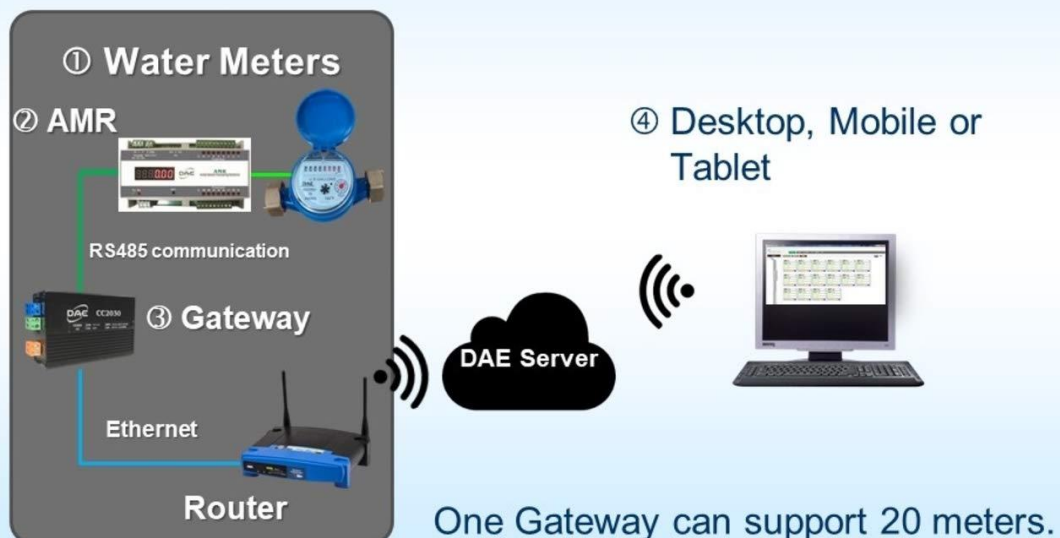 ① Water Meters
② AMR
DAE
RS485 communication
DAE CC2030
③ Gateway
Ethernet
Router
DAE Server
④ Desktop, Mobile or
Tablet
One Gateway can support 20 meters.